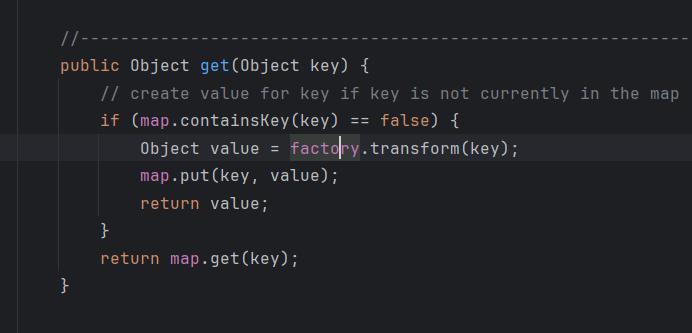 //-------------------------------------------------------------
public Object get(Object key) {
// create value for key if key is not currently in the map
if (map.containsKey(key) == false) {
Object value = factory.transform(key);
map.put(key, value);
return value;
}
return map.get(key);
}